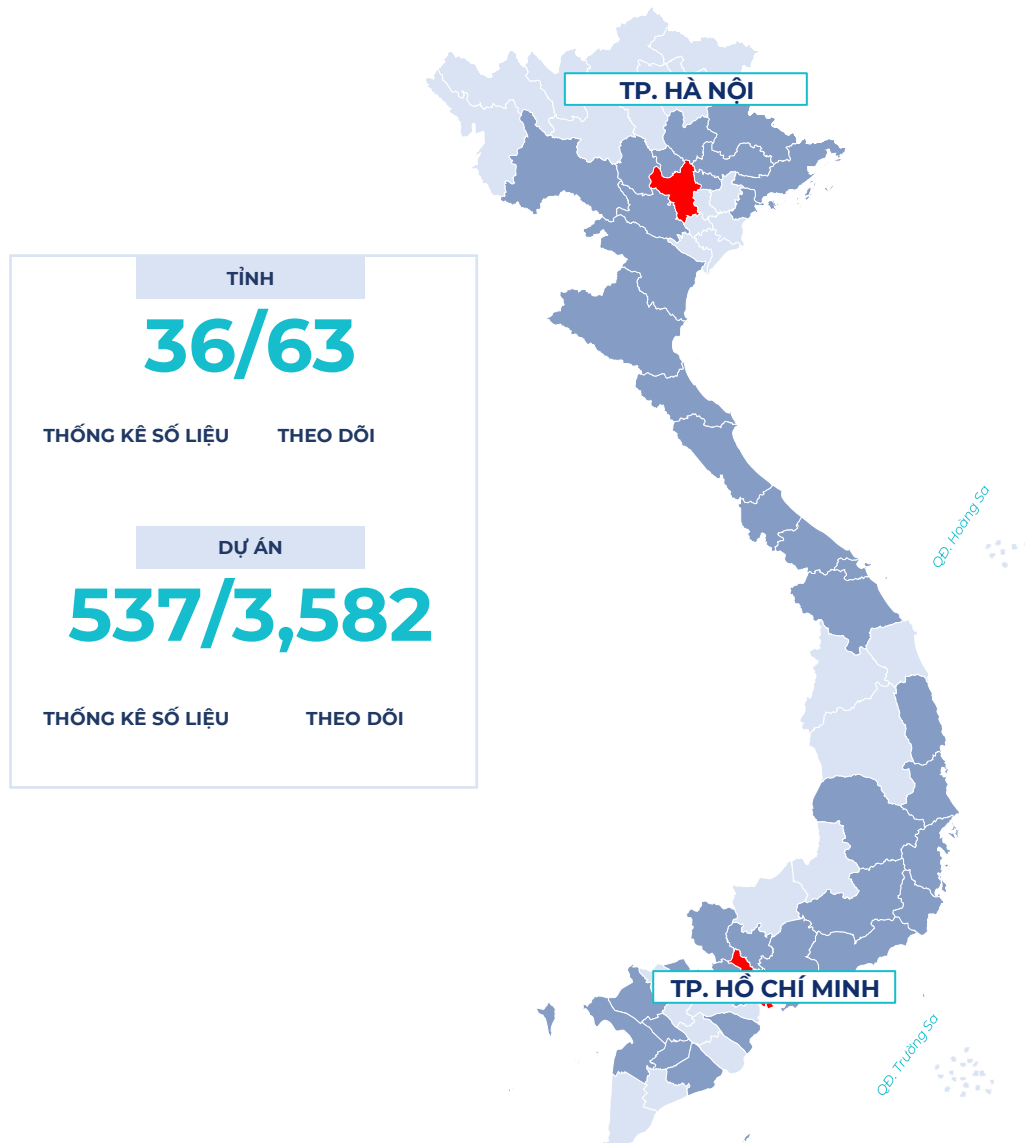 TP. HÀ NỘI
TỈNH
36/63
THỐNG KÊ SỐ LIỆU THEO DÕI
DỰ ÁN
537/3,582
THỐNG KÊ SỐ LIỆU THEO DÕI
QĐ. Hoàng Sa
TP. HỒ CHÍ MINH
QĐ. Trường Sa